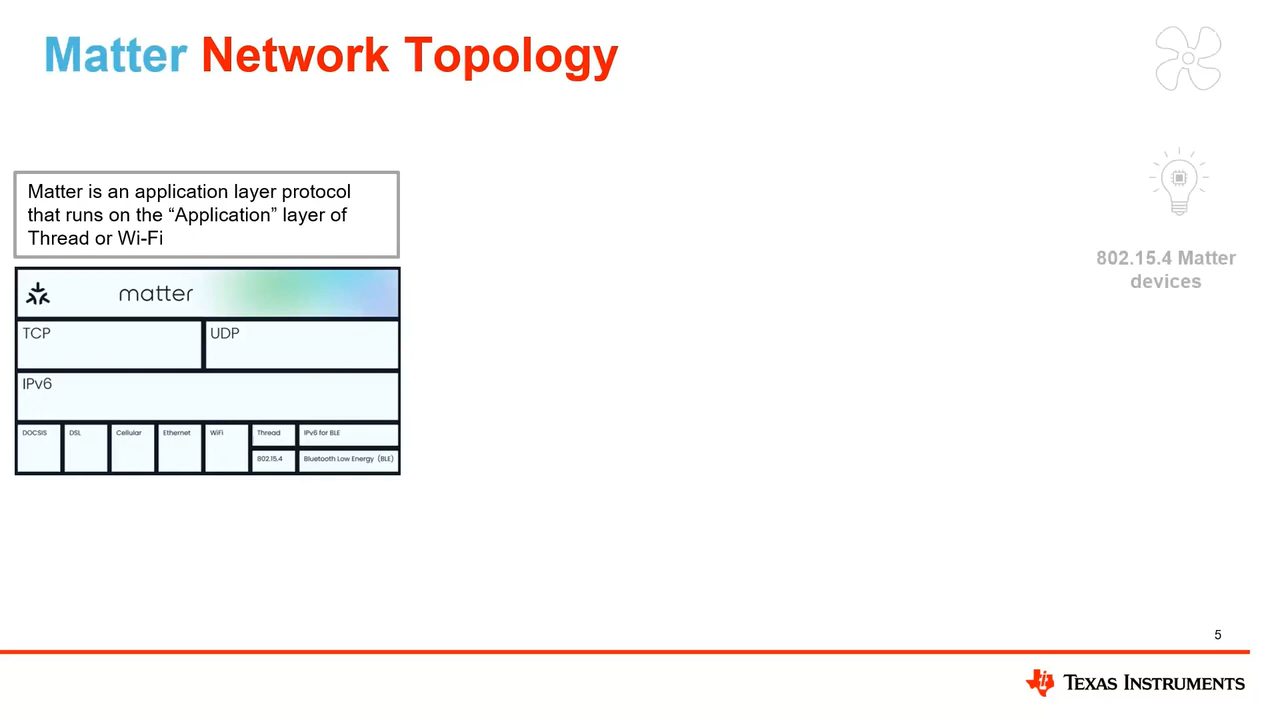 Matter Network Topology
Matter is an application layer protocol
that runs on the “Application” layer of
Thread or Wi-Fi
matter
TCP
UDP
IPv6
DOCSIS
DSL
Cellular
Ethernet
WiFi
Thread
IPv6 for BLE
802.15.4
Bluetooth Low Energy (BLE)
802.15.4 Matter
devices
5
TEXAS INSTRUMENTS